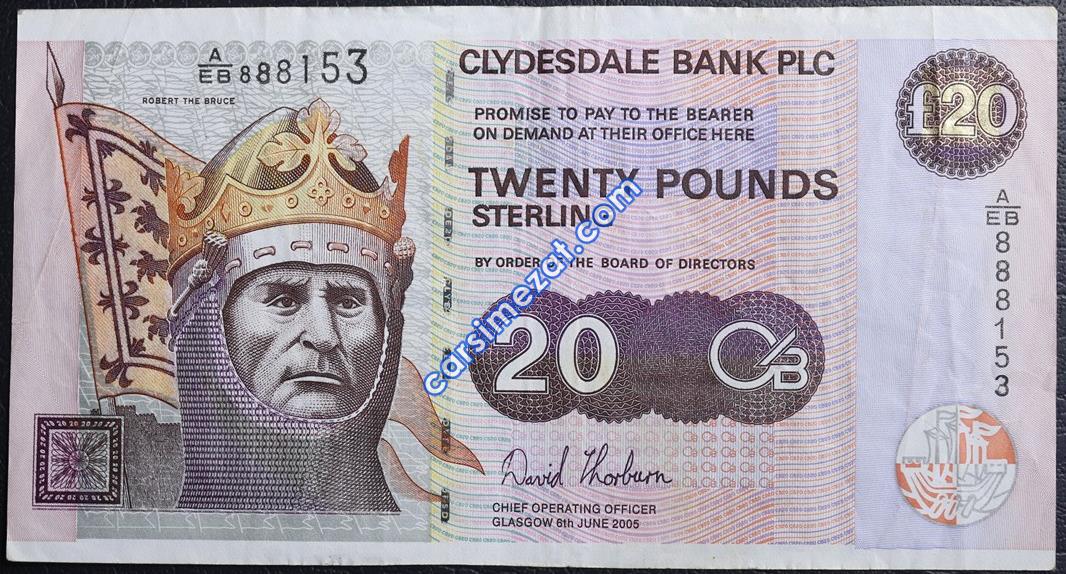 A/EB 888153
ROBERT THE BRUCE
CLYDESDALE BANK PLC
PROMISE TO PAY TO THE BEARER
ON DEMAND AT THEIR OFFICE HERE
TWENTY POUNDS
STERLING
BY ORDER OF THE BOARD OF DIRECTORS
20 CB
David Thorburn
CHIEF OPERATING OFFICER
GLASGOW 6th JUNE 2005
£20
A/EB 888153
carsimezat.com